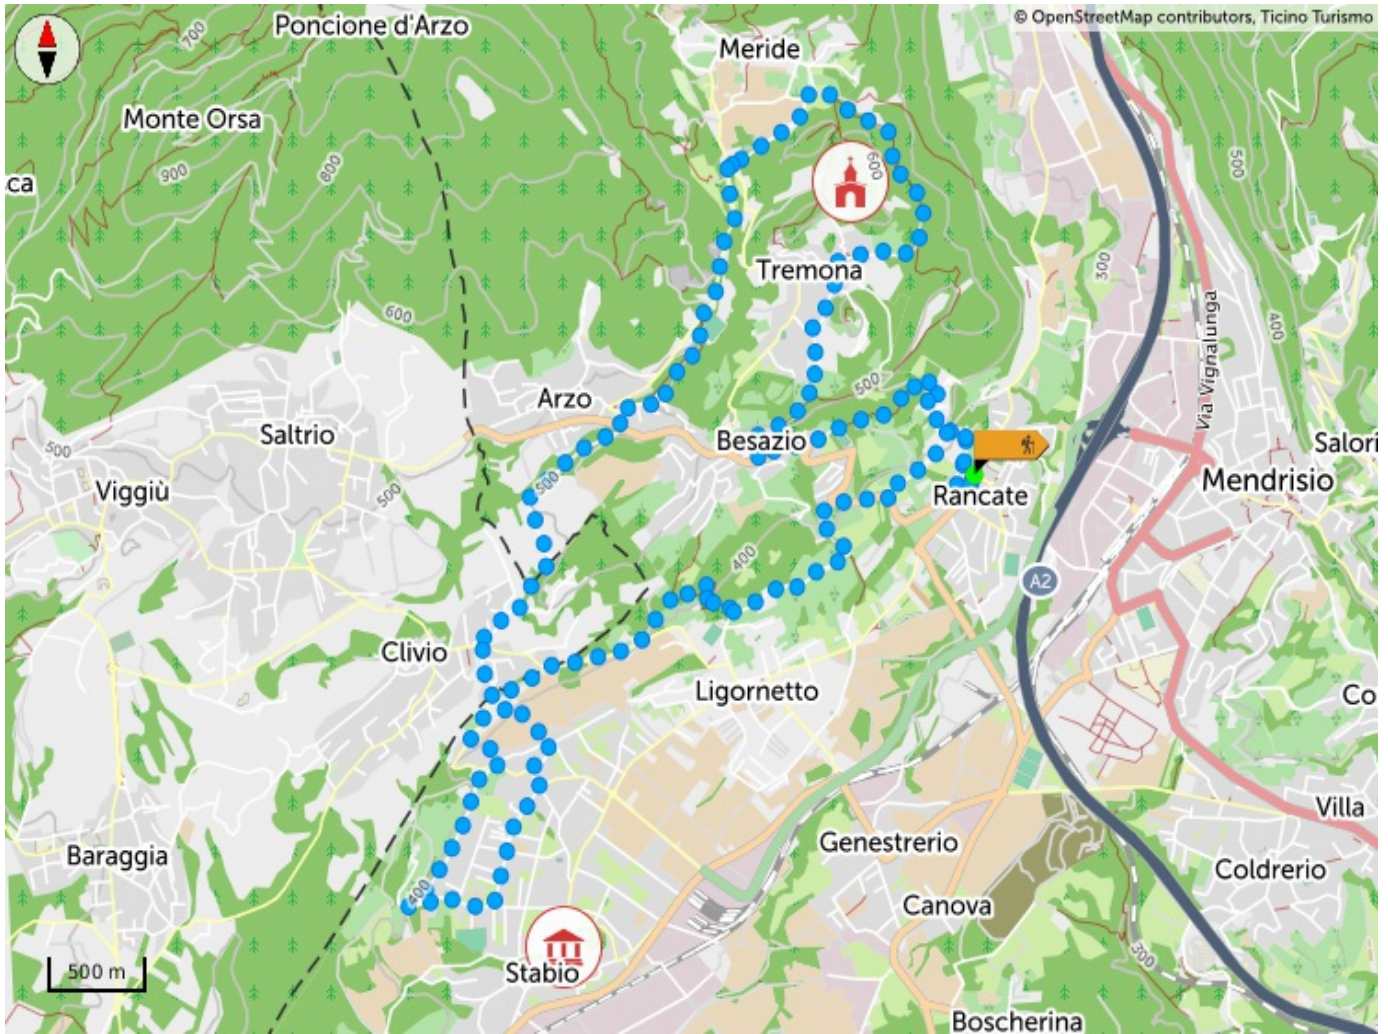 © OpenStreetMap contributors, Ticino Turismo
Poncione d'Arzo
700
Meride
Monte Orsa
900
800
600
500
ca
300
Tremona
600
400
Via Vignalunga
500
Arzo
Saltrio
Besazio
Salori
500
Viggiù
500
500
Rancate
Mendrisio
400
A2
Clivio
Ligornetto
Co
Villa
Genestrerio
Baraggia
Coldrerio
400
Canova
300
500 m
Stabio
Boscherina